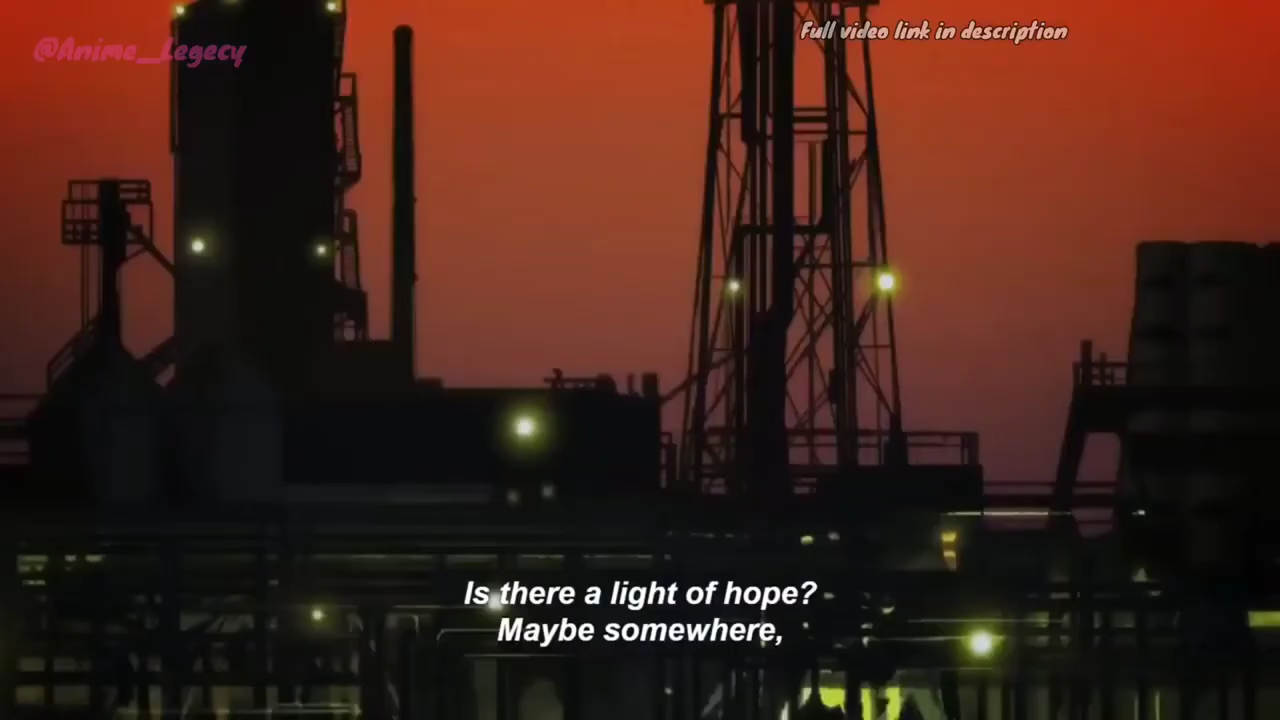 @Anime_Legecy
Full video link in description
Is there a light of hope?
Maybe somewhere,